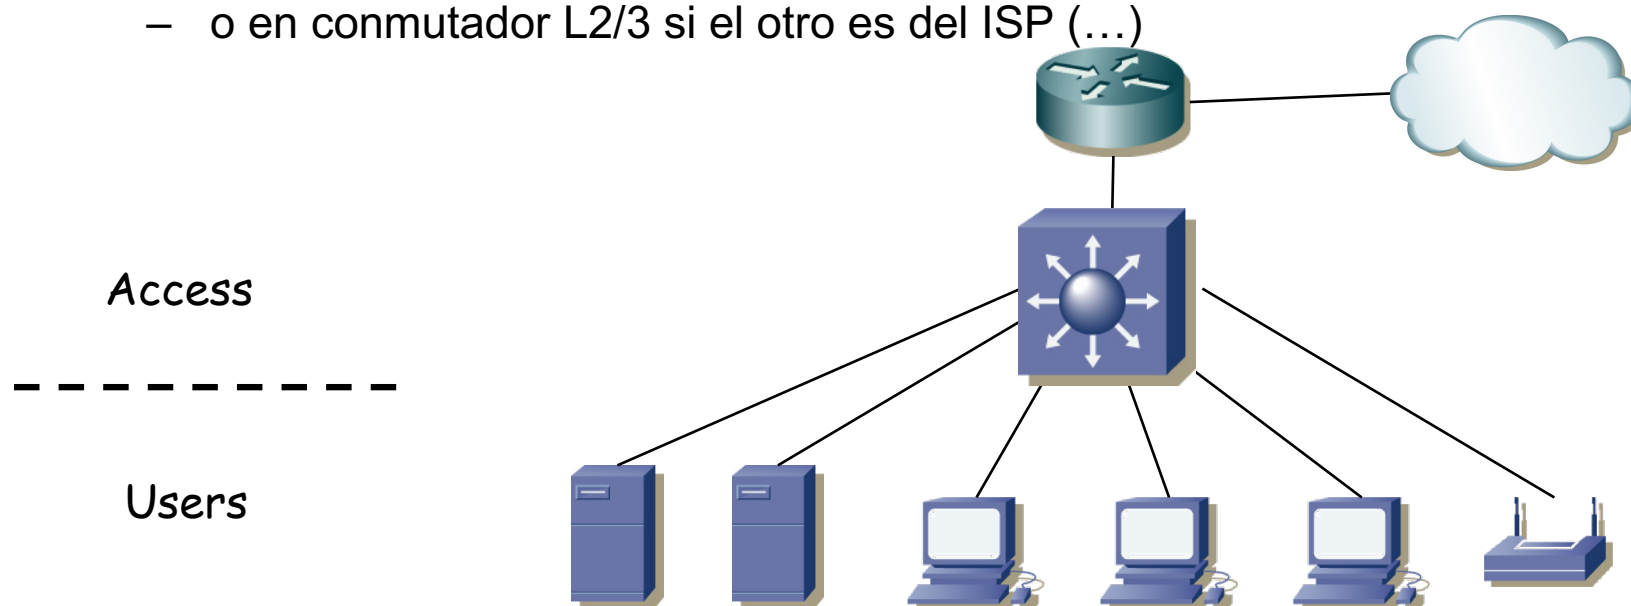 – o en conmutador L2/3 si el otro es del ISP (…)
Access
Users